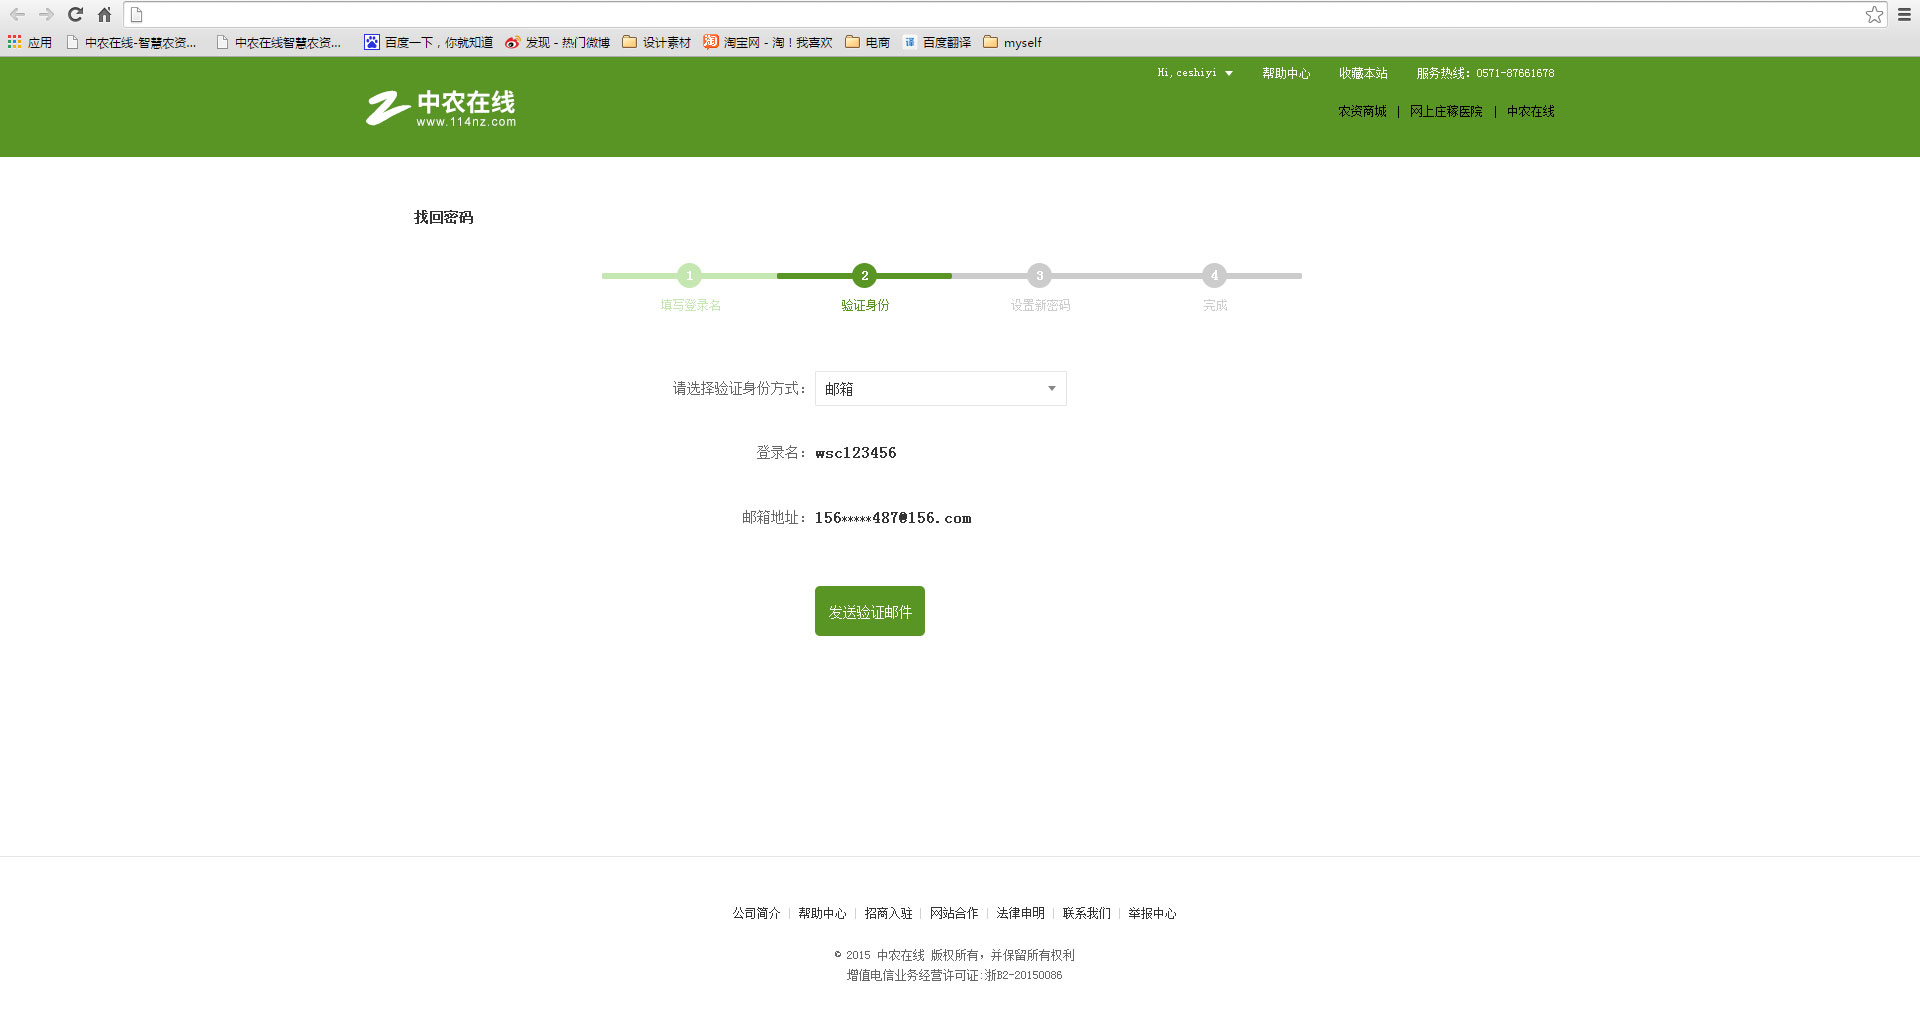 应用 中农在线-智慧农资... 中农在线智慧农资... 百度一下，你就知道 发现 - 热门微博 设计素材 淘宝网 - 淘！我喜欢 电商 百度翻译 myself
Hi,ceshiyi 帮助中心 收藏本站 服务热线：0571-87661678
中农在线
www.114nz.com
农资商城 | 网上庄稼医院 | 中农在线
找回密码
1 2 3 4
填写登录名 验证身份 设置新密码 完成
请选择验证身份方式： 邮箱
登录名： wsc123456
邮箱地址： 156*****487@156.com
发送验证邮件
公司简介 | 帮助中心 | 招商入驻 | 网站合作 | 法律申明 | 联系我们 | 举报中心
© 2015 中农在线 版权所有，并保留所有权利
增值电信业务经营许可证:浙B2-20150086